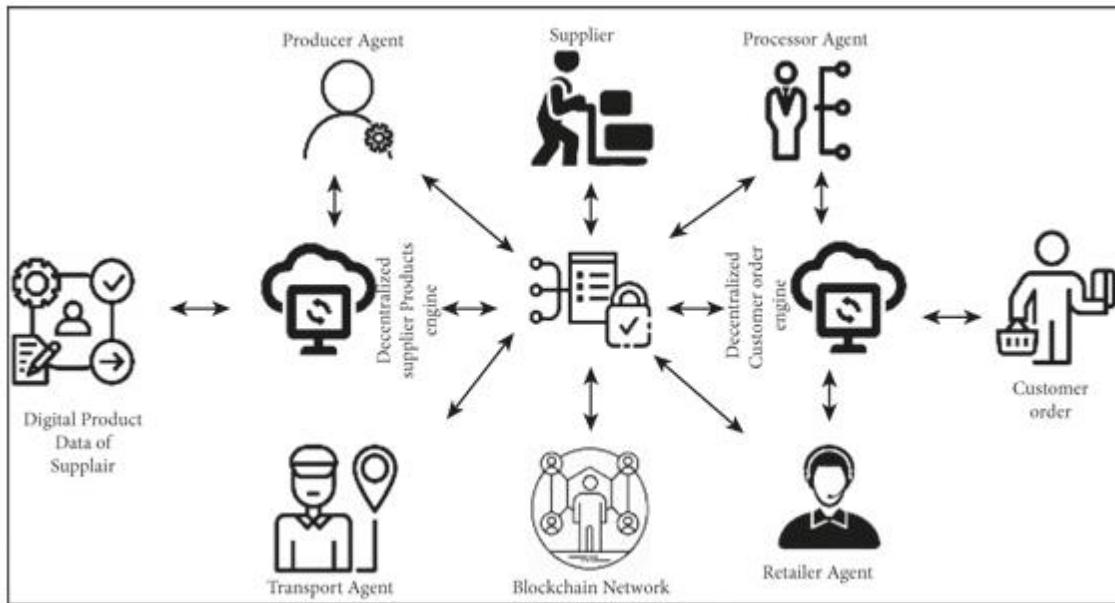 Producer Agent
Supplier
Processor Agent
Decentralized
supplier Products
engine
Decentralized
Customer order
engine
Digital Product
Data of
Supplair
Customer
order
Transport Agent
Blockchain Network
Retailer Agent